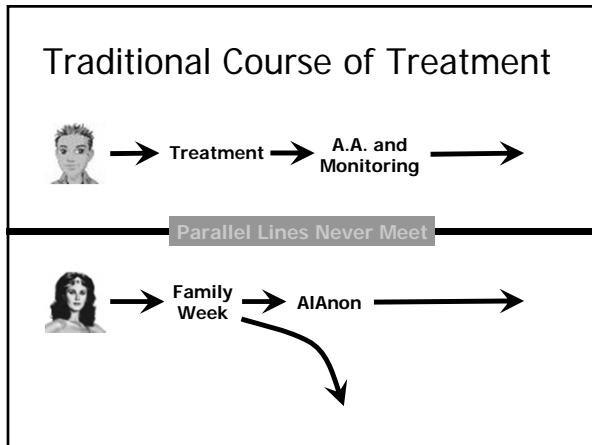 Traditional Course of Treatment
Treatment
A.A. and
Monitoring
Parallel Lines Never Meet
Family
Week
AlAnon